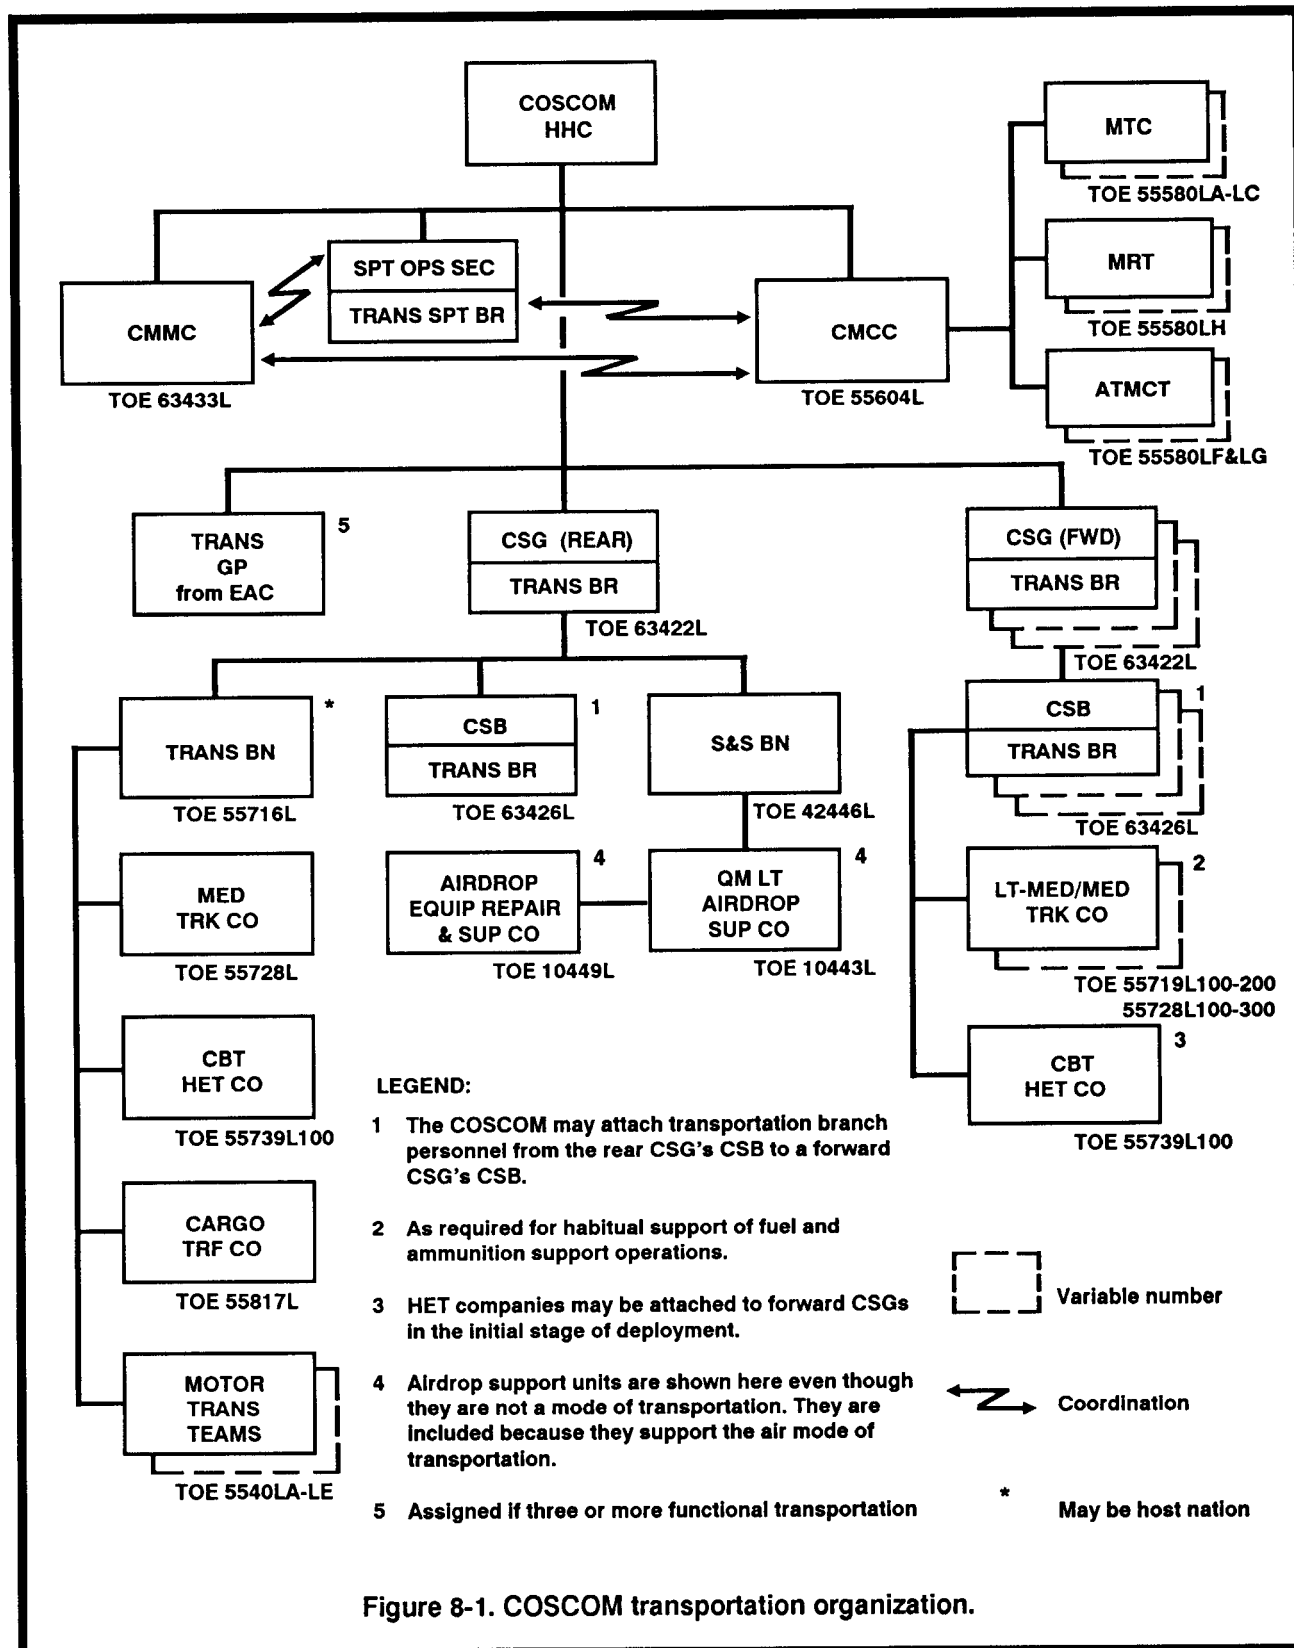 COSCOM
HHC
MTC
TOE 55580LA-LC
SPT OPS SEC
TRANS SPT BR
MRT
TOE 55580LH
CMMC
TOE 63433L
CMCC
TOE 55604L
ATMCT
TOE 55580LF&LG
TRANS
GP
from EAC
5
CSG (REAR)
TRANS BR
TOE 63422L
CSG (FWD)
TRANS BR
TOE 63422L
TRANS BN
*
TOE 55716L
CSB
TRANS BR
1
TOE 63426L
S&S BN
TOE 42446L
CSB
TRANS BR
1
TOE 63426L
MED
TRK CO
TOE 55728L
AIRDROP
EQUIP REPAIR
& SUP CO
4
TOE 10449L
QM LT
AIRDROP
SUP CO
4
TOE 10443L
LT-MED/MED
TRK CO
2
TOE 55719L100-200
55728L100-300
CBT
HET CO
TOE 55739L100
CBT
HET CO
3
TOE 55739L100
CARGO
TRF CO
TOE 55817L
MOTOR
TRANS
TEAMS
TOE 5540LA-LE
LEGEND:
1 The COSCOM may attach transportation branch
personnel from the rear CSG's CSB to a forward
CSG's CSB.
2 As required for habitual support of fuel and
ammunition support operations.
3 HET companies may be attached to forward CSGs
in the initial stage of deployment.
4 Airdrop support units are shown here even though
they are not a mode of transportation. They are
included because they support the air mode of
transportation.
5 Assigned if three or more functional transportation
Variable number
Coordination
* May be host nation
Figure 8-1. COSCOM transportation organization.